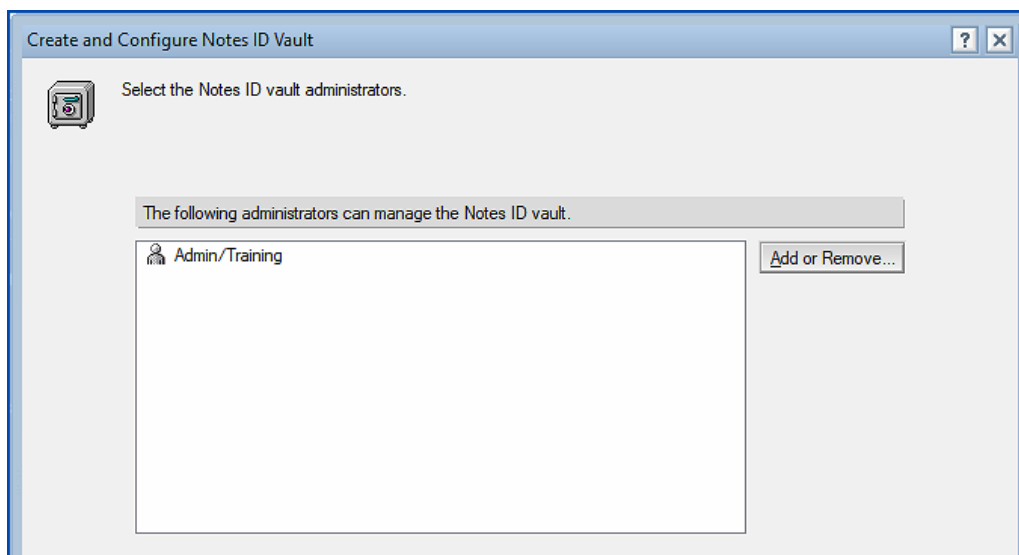 Create and Configure Notes ID Vault
?
Select the Notes ID vault administrators.
The following administrators can manage the Notes ID vault.
Admin/Training
Add or Remove...